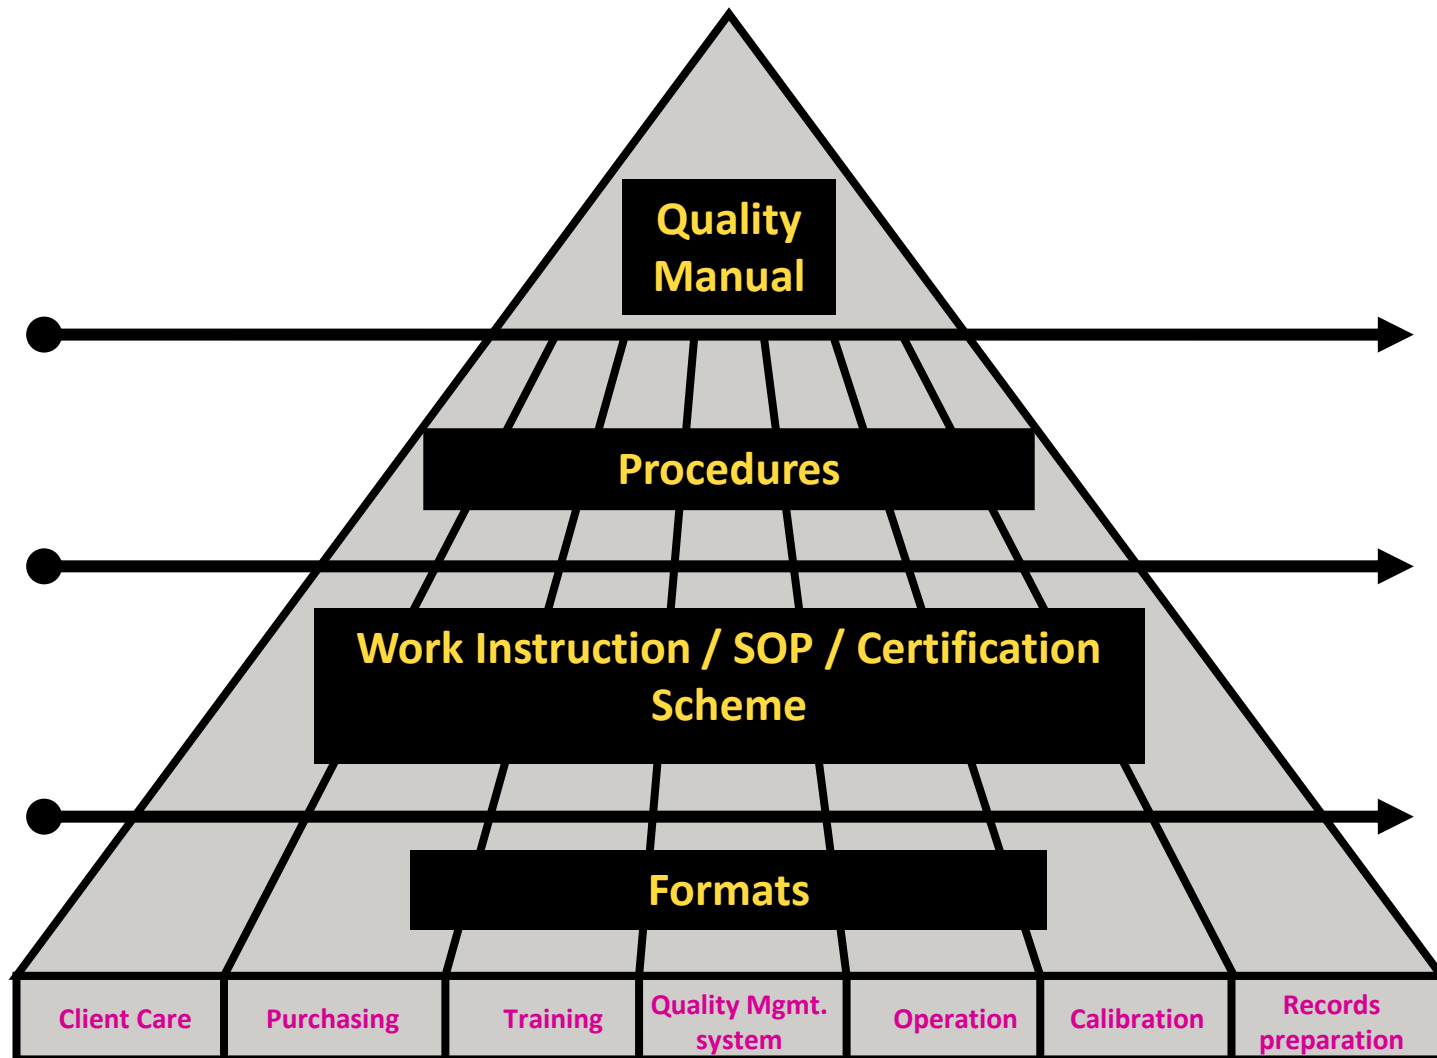 Quality
Manual
Procedures
Work Instruction / SOP / Certification
Scheme
Formats
Client Care
Purchasing
Training
Quality Mgmt.
system
Operation
Calibration
Records
preparation